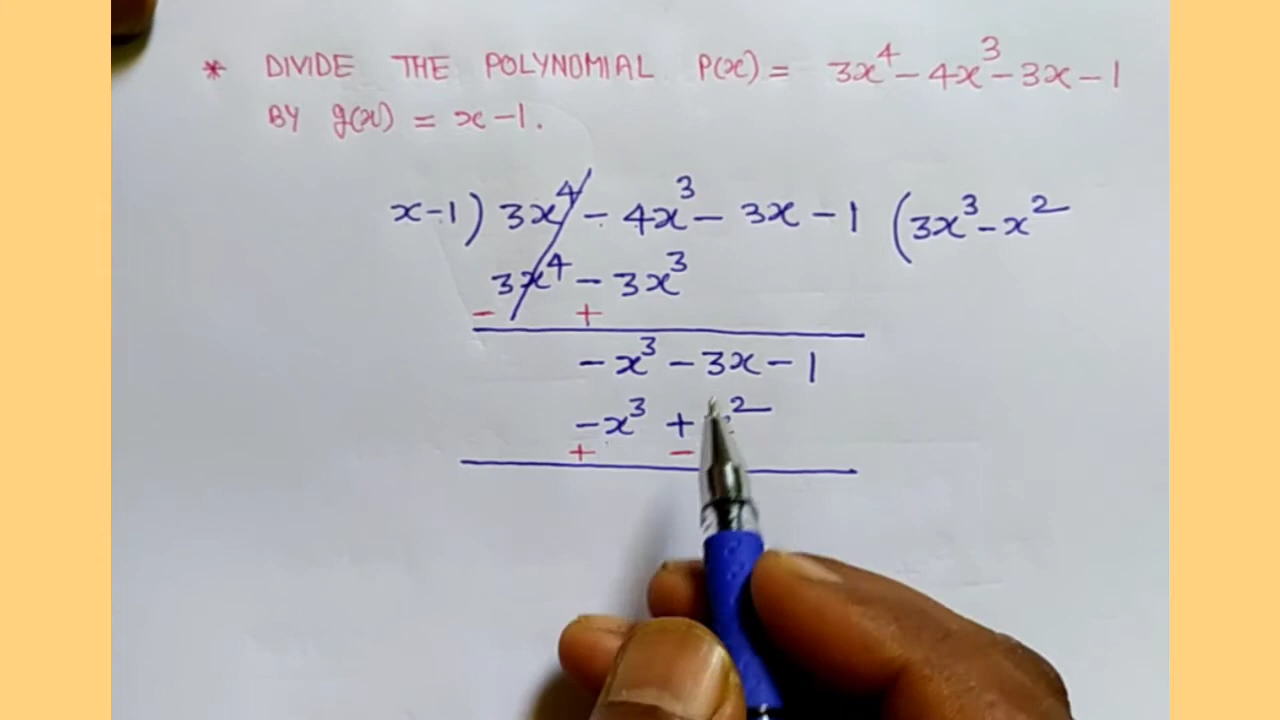 * DIVIDE THE POLYNOMIAL P(x) = 3x⁴ - 4x³ - 3x - 1
BY g(x) = x - 1.
x-1) 3x⁴ - 4x³ - 3x - 1 (3x³ - x²
3x⁴ - 3x³
- +
-x³ - 3x - 1
-x³ + x²
+ -